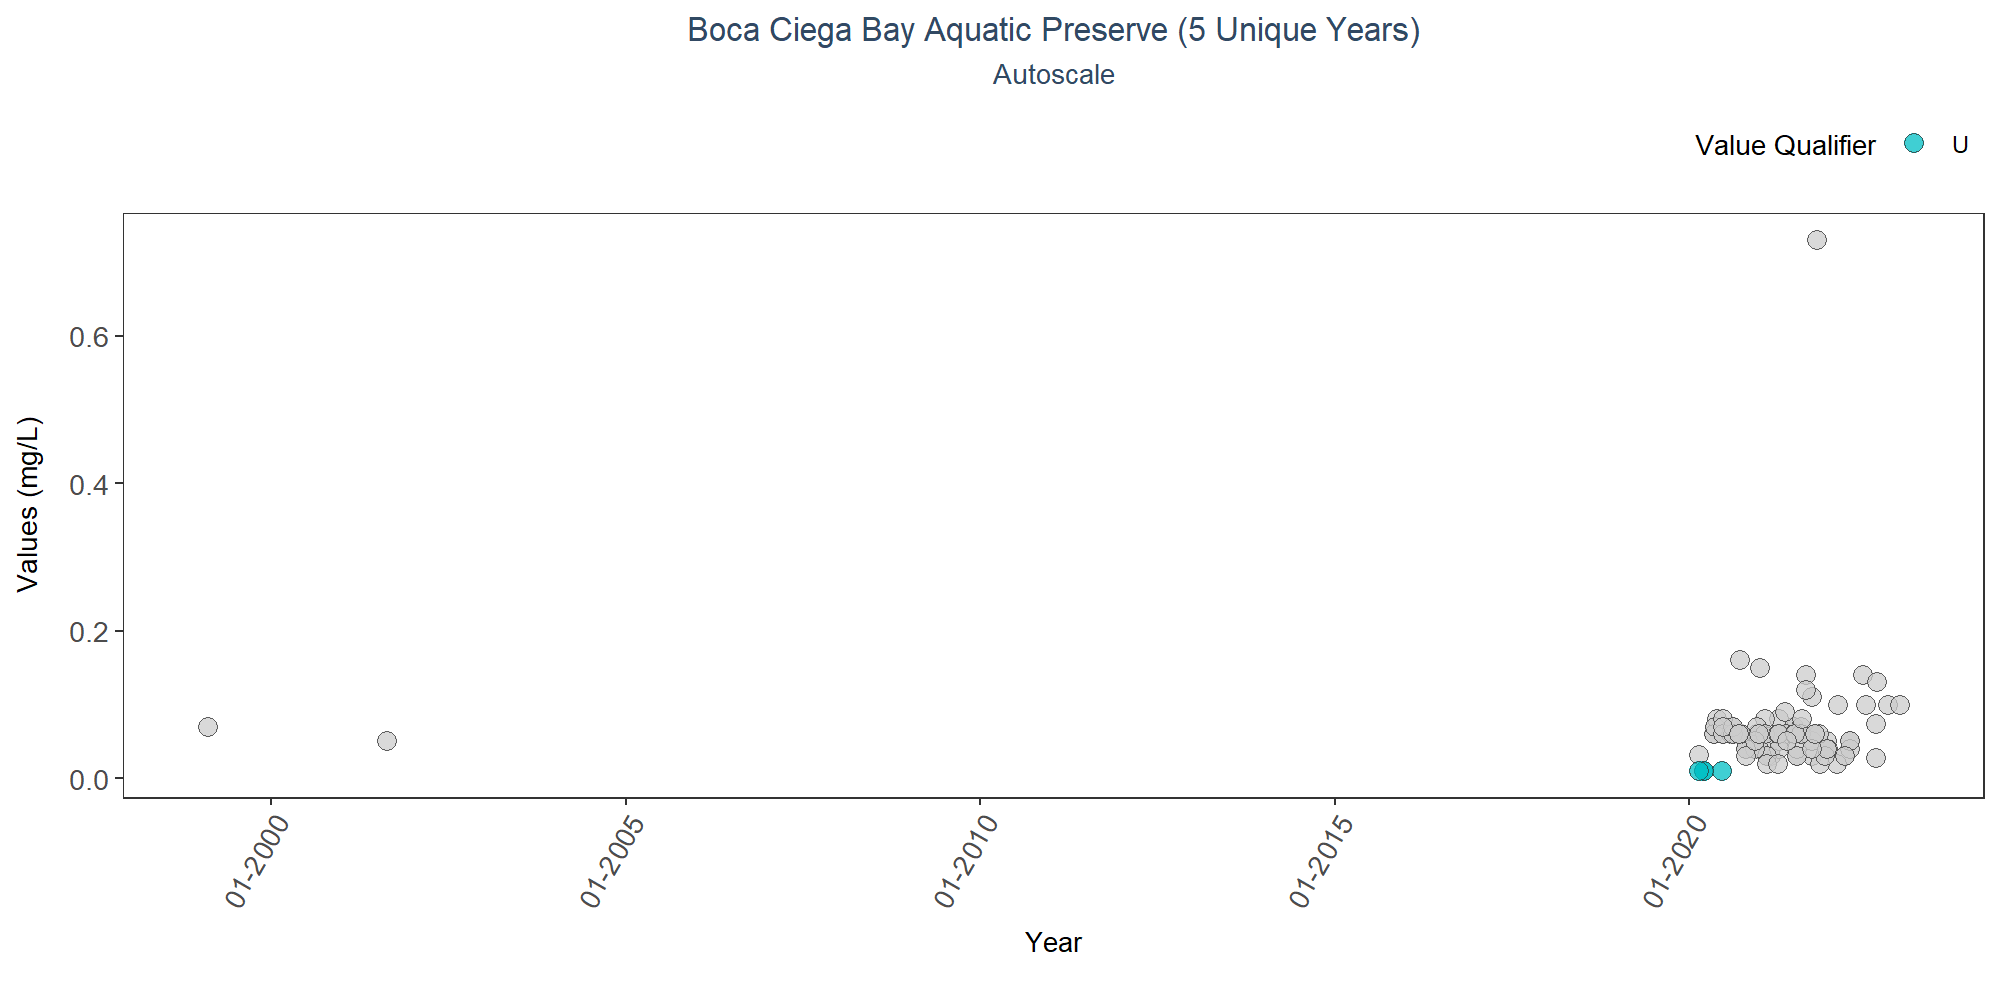 Boca Ciega Bay Aquatic Preserve (5 Unique Years)
Autoscale
Value Qualifier U
Values (mg/L)
0.6
0.4
0.2
0.0
01-2000 01-2005 01-2010 01-2015 01-2020
Year